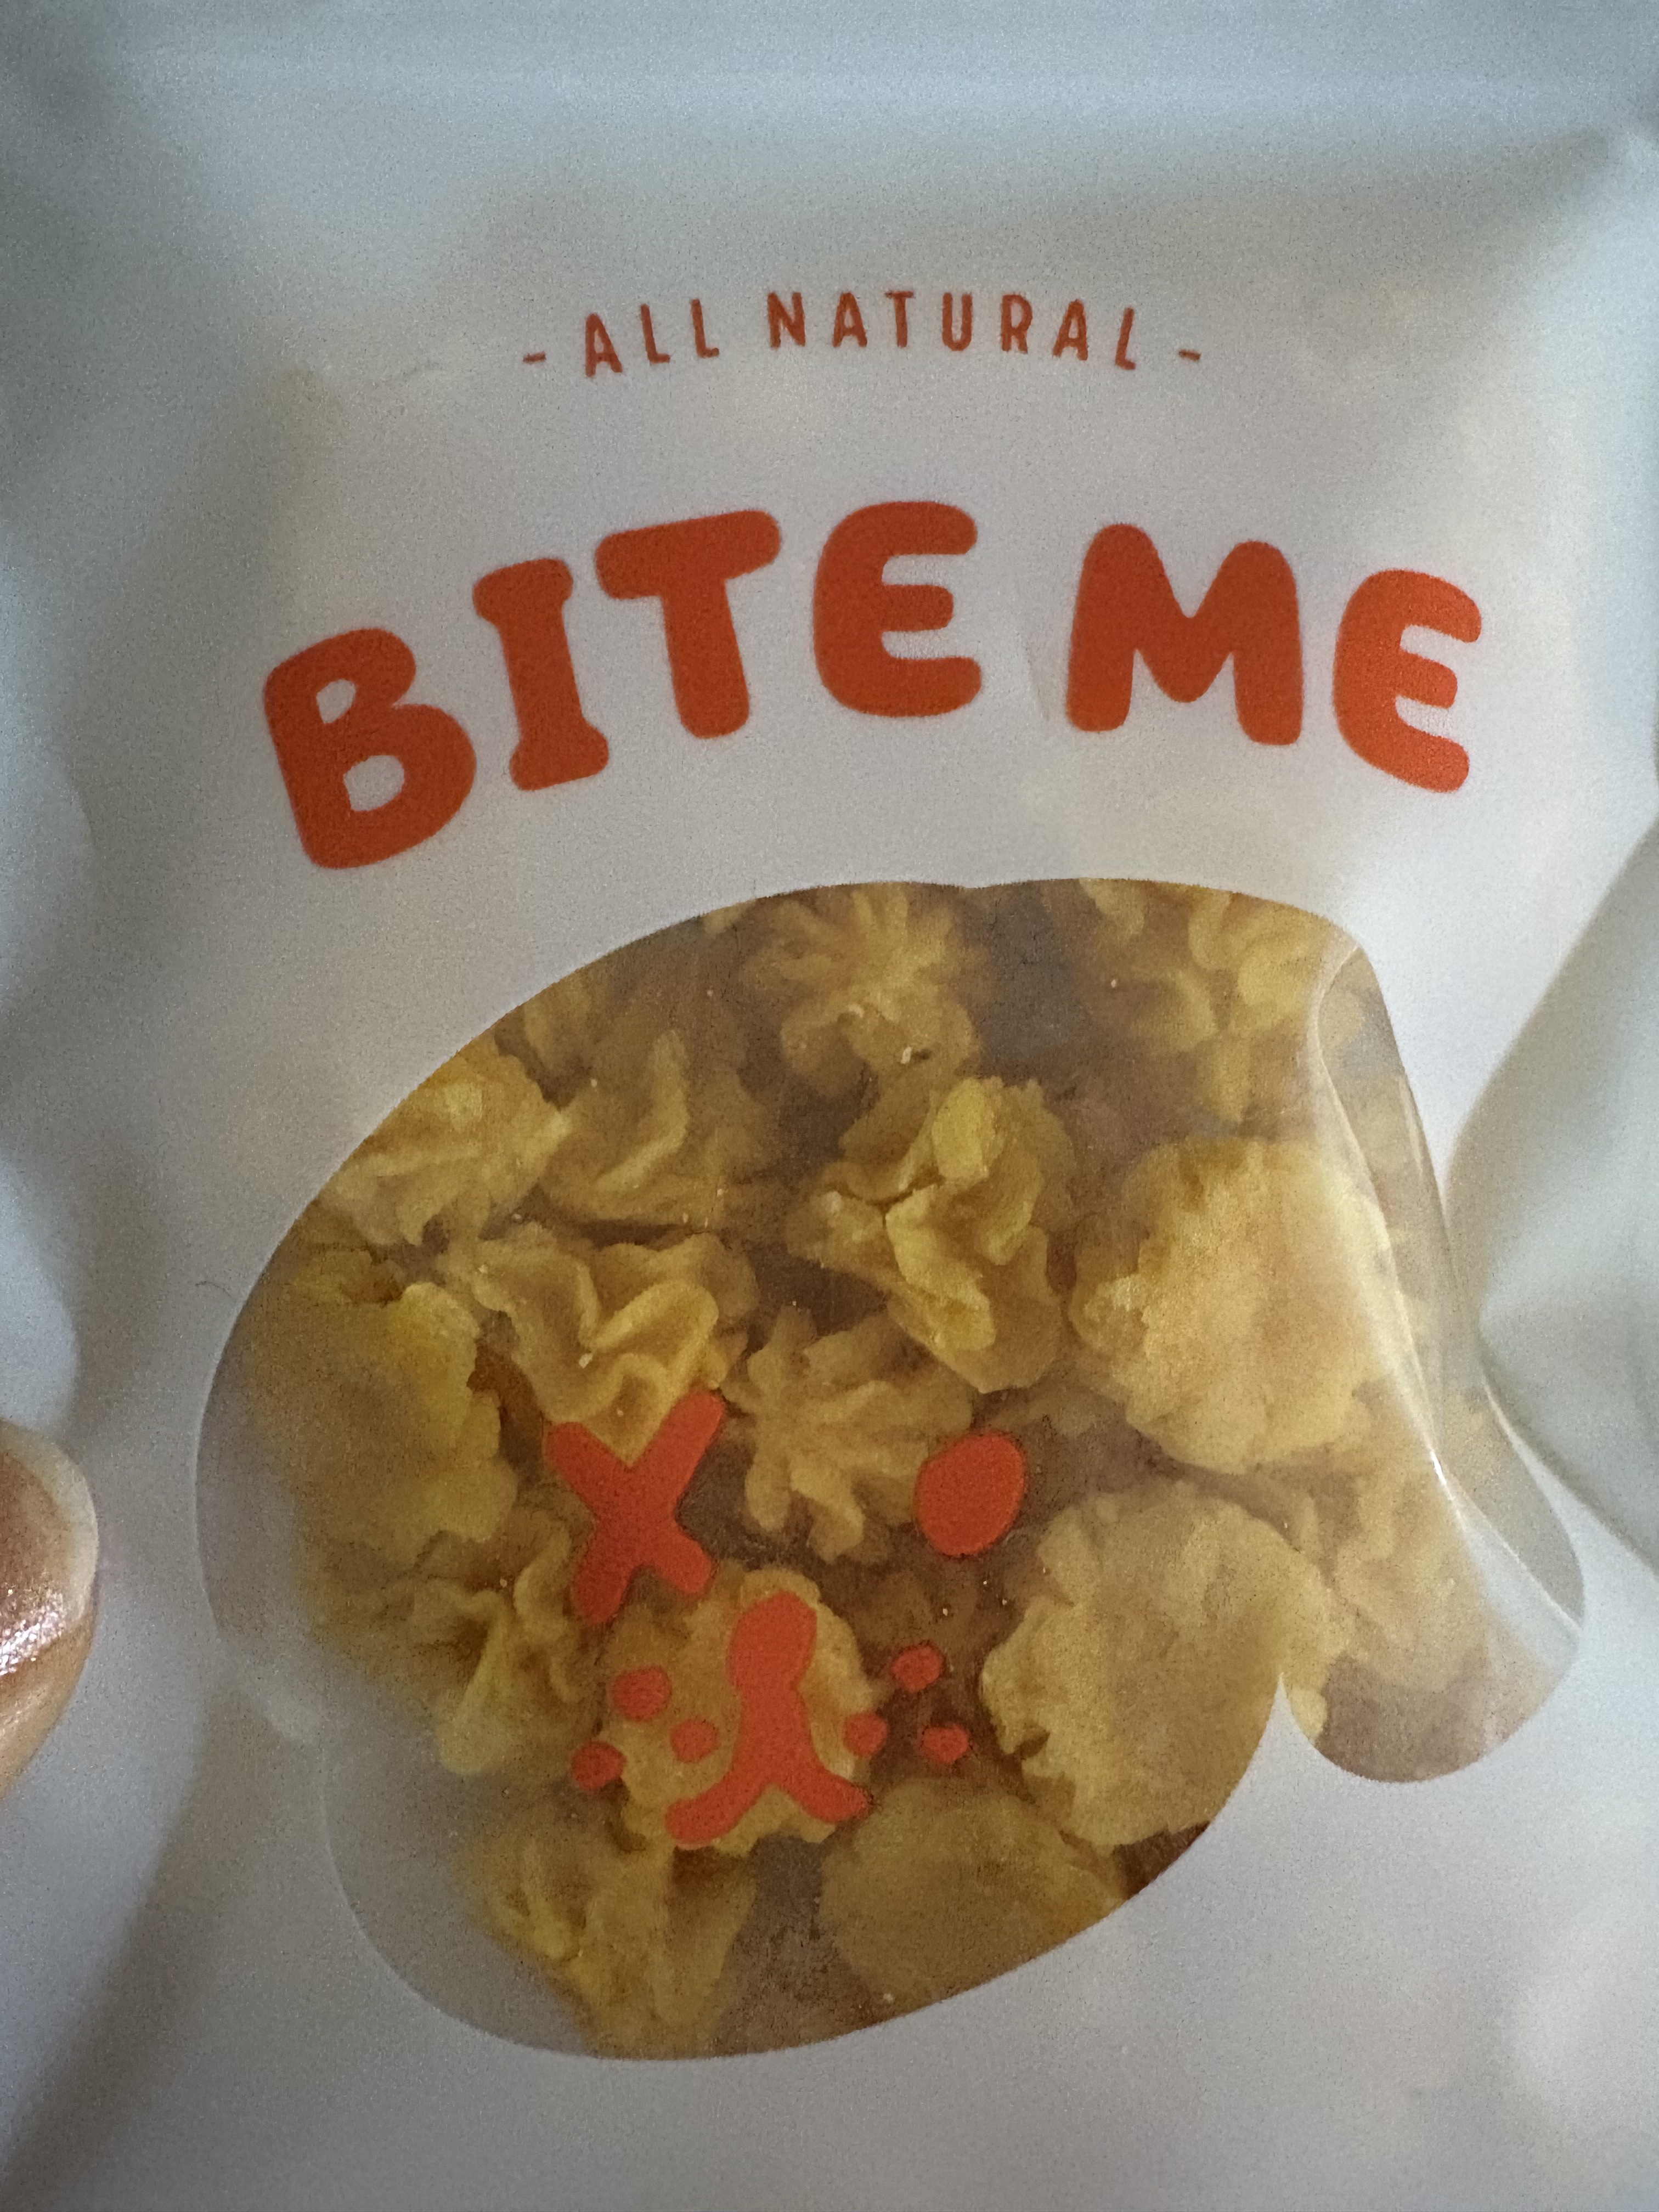 - ALL NATURAL -
BITE ME